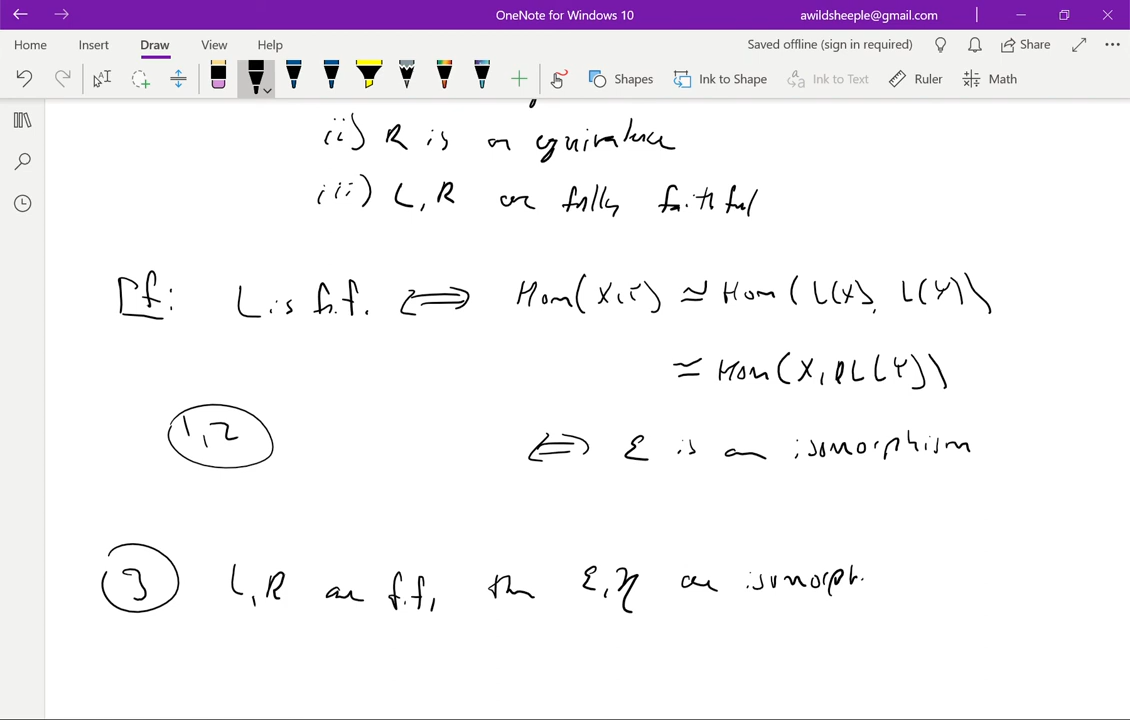 OneNote for Windows 10
awildsheeple@gmail.com
Home Insert Draw View Help
Saved offline (sign in required)
Share
Shapes
Ink to Shape
Ink to Text
Ruler
Math
ii) R is an equivalence
iii) L, R are fully faithful
Pf: L is f.f. ⟺ Hom(X,Y) ≃ Hom(L(X), L(Y))
≃ Hom(X, RL(Y))
1,2
⟺ ε is an isomorphism
3 L, R are f.f, then ε, η are isomorph.